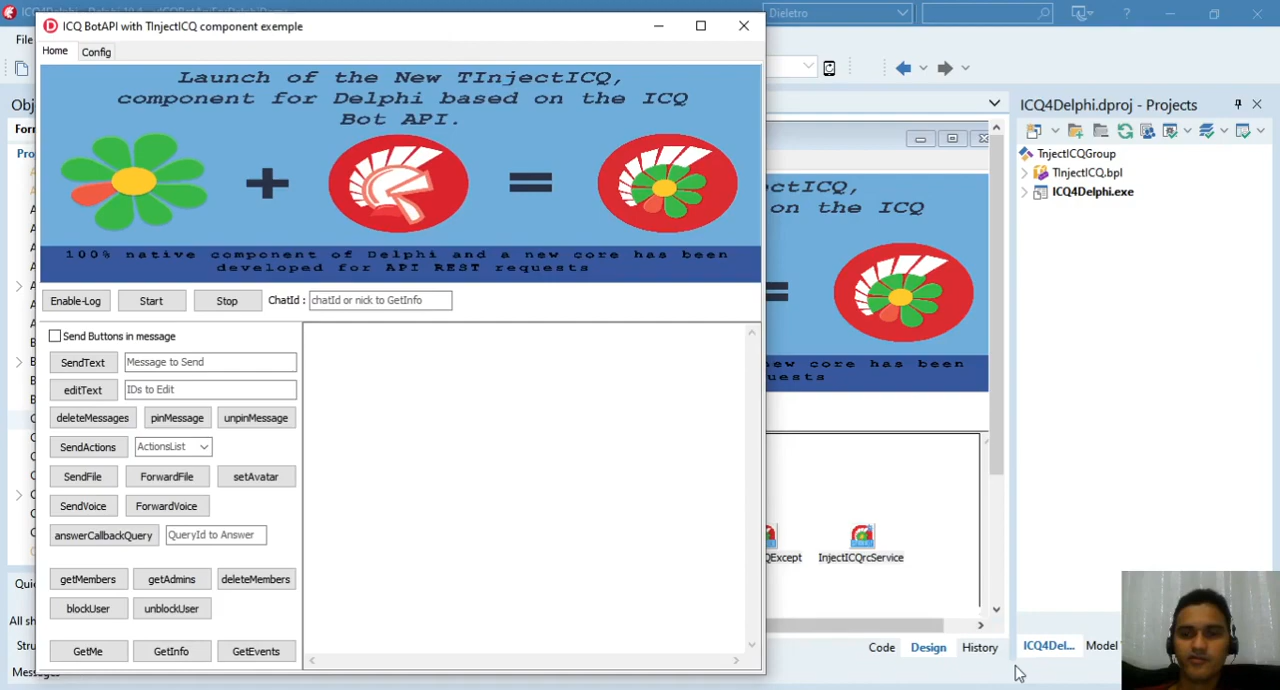 ICQ BotAPI with TInjectICQ component exemple
Dieletro
File
Home
Config
Launch of the New TInjectICQ,
component for Delphi based on the ICQ
Bot API.
100% native component of Delphi and a new core has been
developed for API REST requests
Enable-Log
Start
Stop
ChatId :
chatId or nick to GetInfo
Send Buttons in message
SendText
Message to Send
editText
IDs to Edit
deleteMessages
pinMessage
unpinMessage
SendActions
ActionsList
SendFile
ForwardFile
setAvatar
SendVoice
ForwardVoice
answerCallbackQuery
QueryId to Answer
getMembers
getAdmins
deleteMembers
blockUser
unblockUser
GetMe
GetInfo
GetEvents
ICQ4Delphi.dproj - Projects
TnjectICQGroup
TInjectICQ.bpl
ICQ4Delphi.exe
on the ICQ
new core has been
InjectICQrcService
Code
Design
History
ICQ4Del...
Model